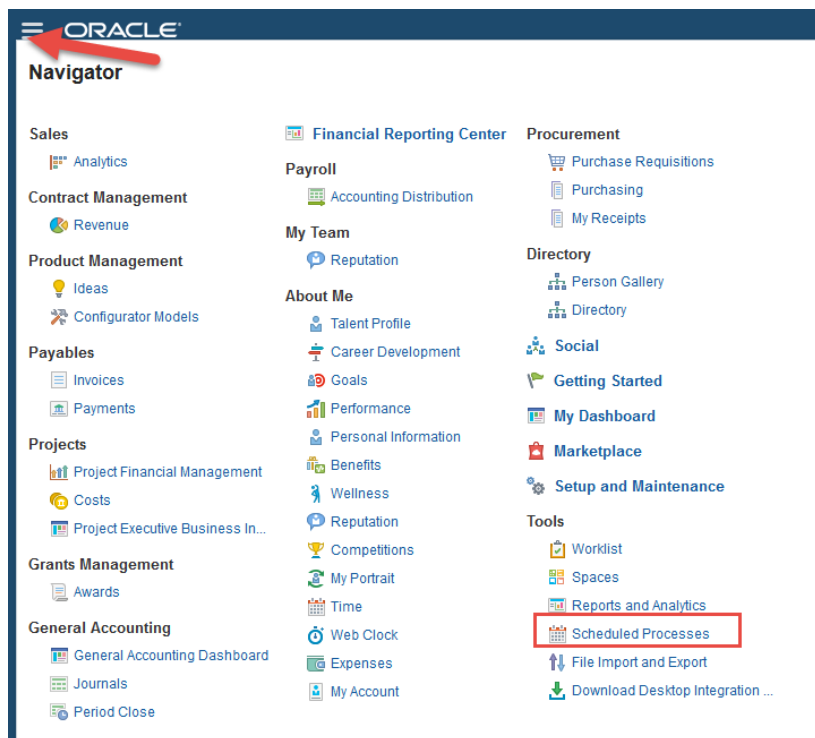 ORACLE
Navigator
Sales
Analytics
Contract Management
Revenue
Product Management
Ideas
Configurator Models
Payables
Invoices
Payments
Projects
Project Financial Management
Costs
Project Executive Business In...
Grants Management
Awards
General Accounting
General Accounting Dashboard
Journals
Period Close
Financial Reporting Center
Payroll
Accounting Distribution
My Team
Reputation
About Me
Talent Profile
Career Development
Goals
Performance
Personal Information
Benefits
Wellness
Reputation
Competitions
My Portrait
Time
Web Clock
Expenses
My Account
Procurement
Purchase Requisitions
Purchasing
My Receipts
Directory
Person Gallery
Directory
Social
Getting Started
My Dashboard
Marketplace
Setup and Maintenance
Tools
Worklist
Spaces
Reports and Analytics
Scheduled Processes
File Import and Export
Download Desktop Integration ...